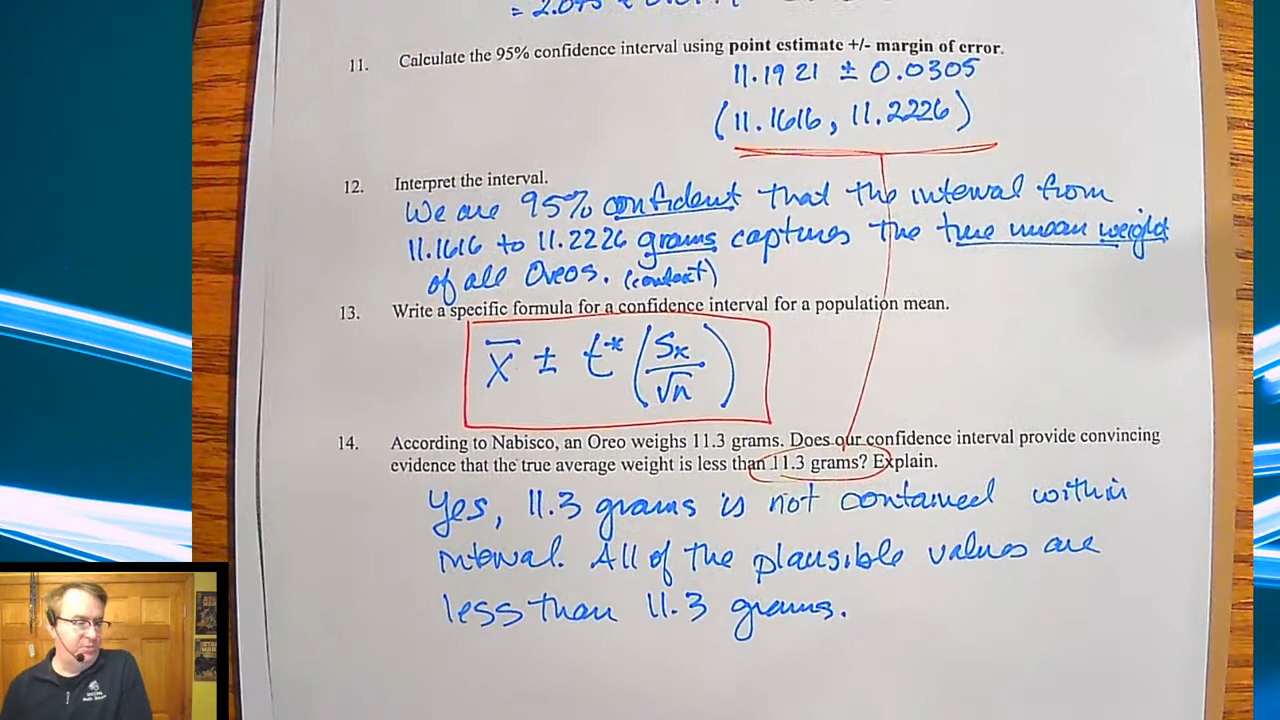 = 2.045
11. Calculate the 95% confidence interval using point estimate +/- margin of error.
11.1921 ± 0.0305
(11.1616, 11.2226)
12. Interpret the interval.
We are 95% confident that the interval from
11.1616 to 11.2226 grams captures the true mean weight
of all Oreos. (context)
13. Write a specific formula for a confidence interval for a population mean.
x̄ ± t* (Sx/√n)
14. According to Nabisco, an Oreo weighs 11.3 grams. Does our confidence interval provide convincing
evidence that the true average weight is less than 11.3 grams? Explain.
Yes, 11.3 grams is not contained within
interval. All of the plausible values are
less than 11.3 grams.